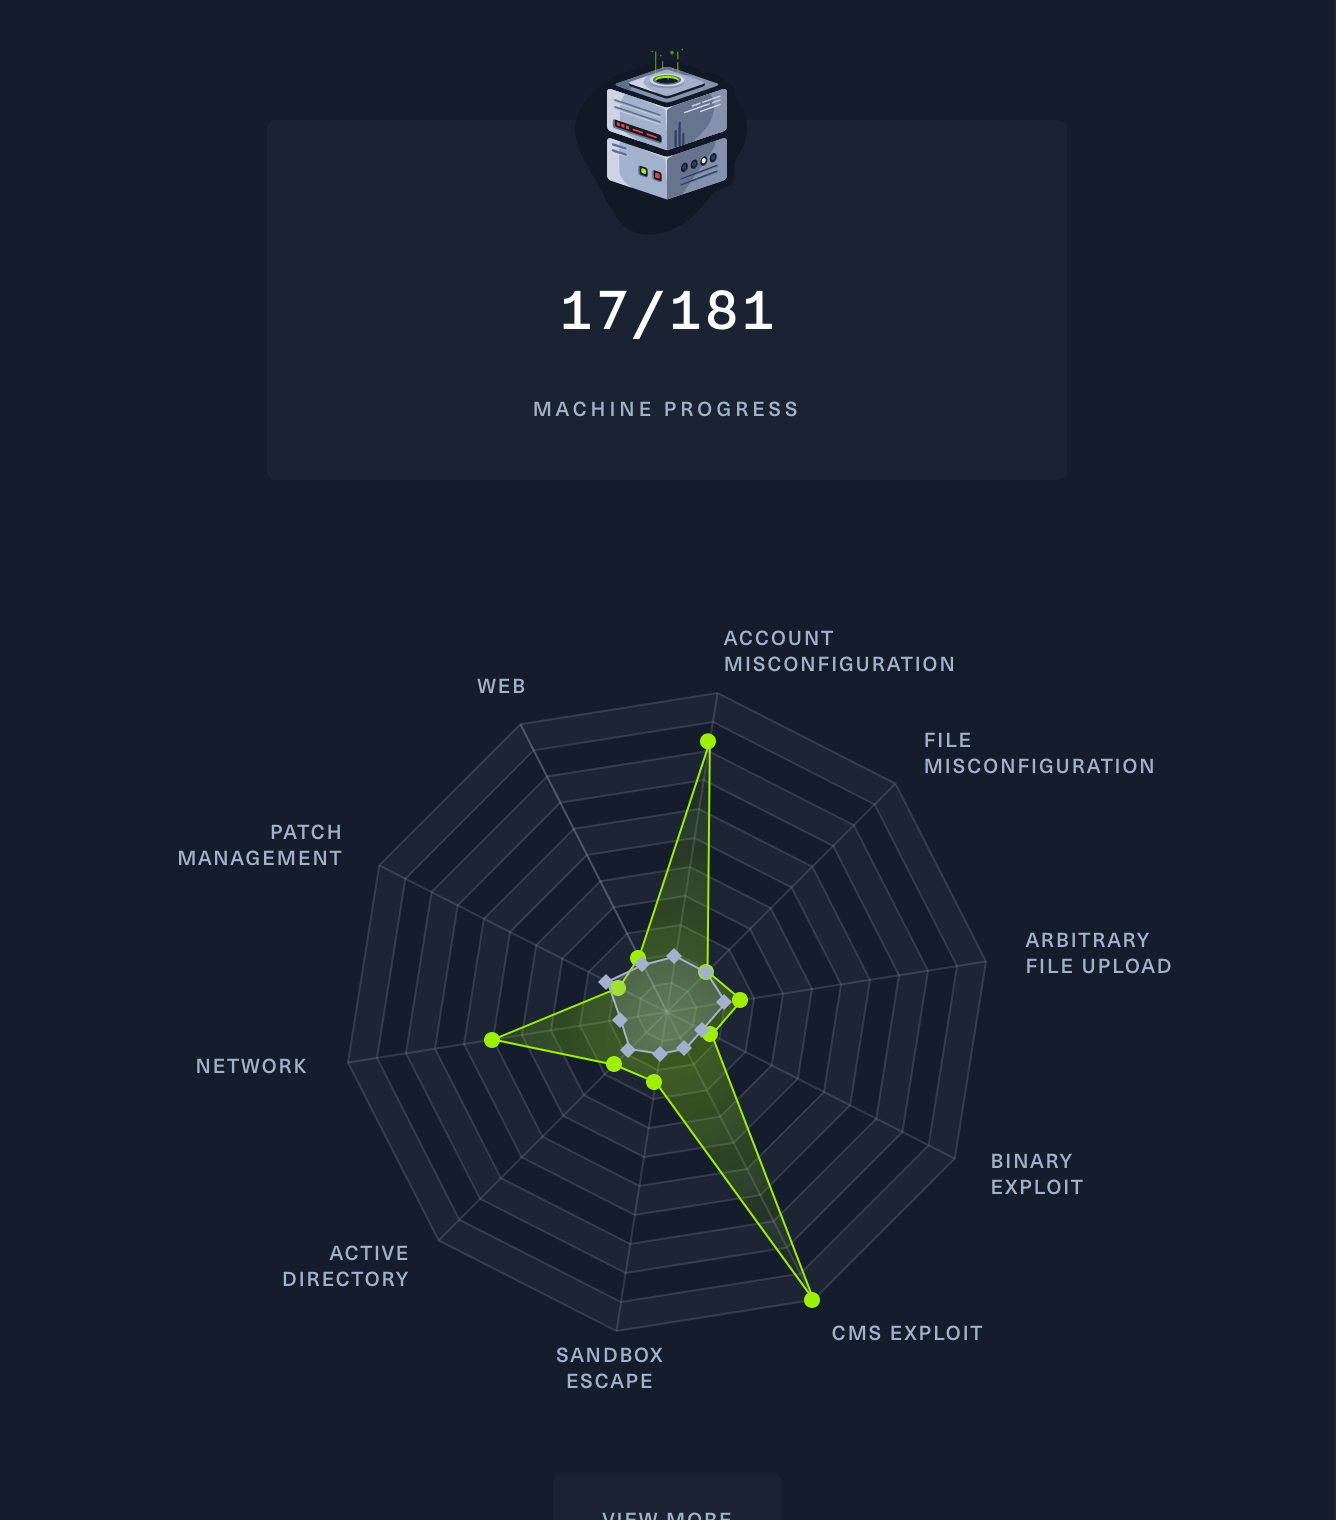 17/181
MACHINE PROGRESS
ACCOUNT
MISCONFIGURATION
WEB
FILE
MISCONFIGURATION
PATCH
MANAGEMENT
ARBITRARY
FILE UPLOAD
NETWORK
BINARY
EXPLOIT
ACTIVE
DIRECTORY
CMS EXPLOIT
SANDBOX
ESCAPE
VIEW MORE